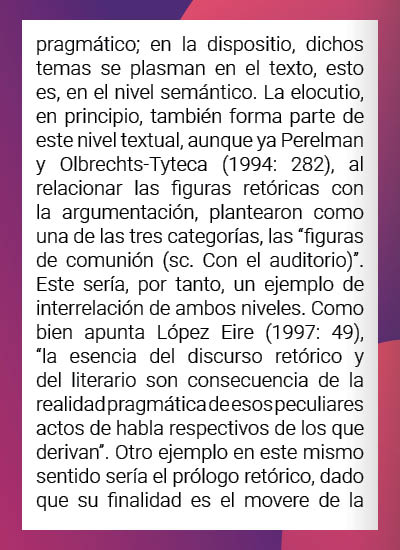 pragmático; en la dispositio, dichos
temas se plasman en el texto, esto
es, en el nivel semántico. La elocutio,
en principio, también forma parte de
este nivel textual, aunque ya Perelman
y Olbrechts-Tyteca (1994: 282), al
relacionar las figuras retóricas con
la argumentación, plantearon como
una de las tres categorías, las “figuras
de comunión (sc. Con el auditorio)”.
Este sería, por tanto, un ejemplo de
interrelación de ambos niveles. Como
bien apunta López Eire (1997: 49),
“la esencia del discurso retórico y
del literario son consecuencia de la
realidad pragmática de esos peculiares
actos de habla respectivos de los que
derivan”. Otro ejemplo en este mismo
sentido sería el prólogo retórico, dado
que su finalidad es el movere de la